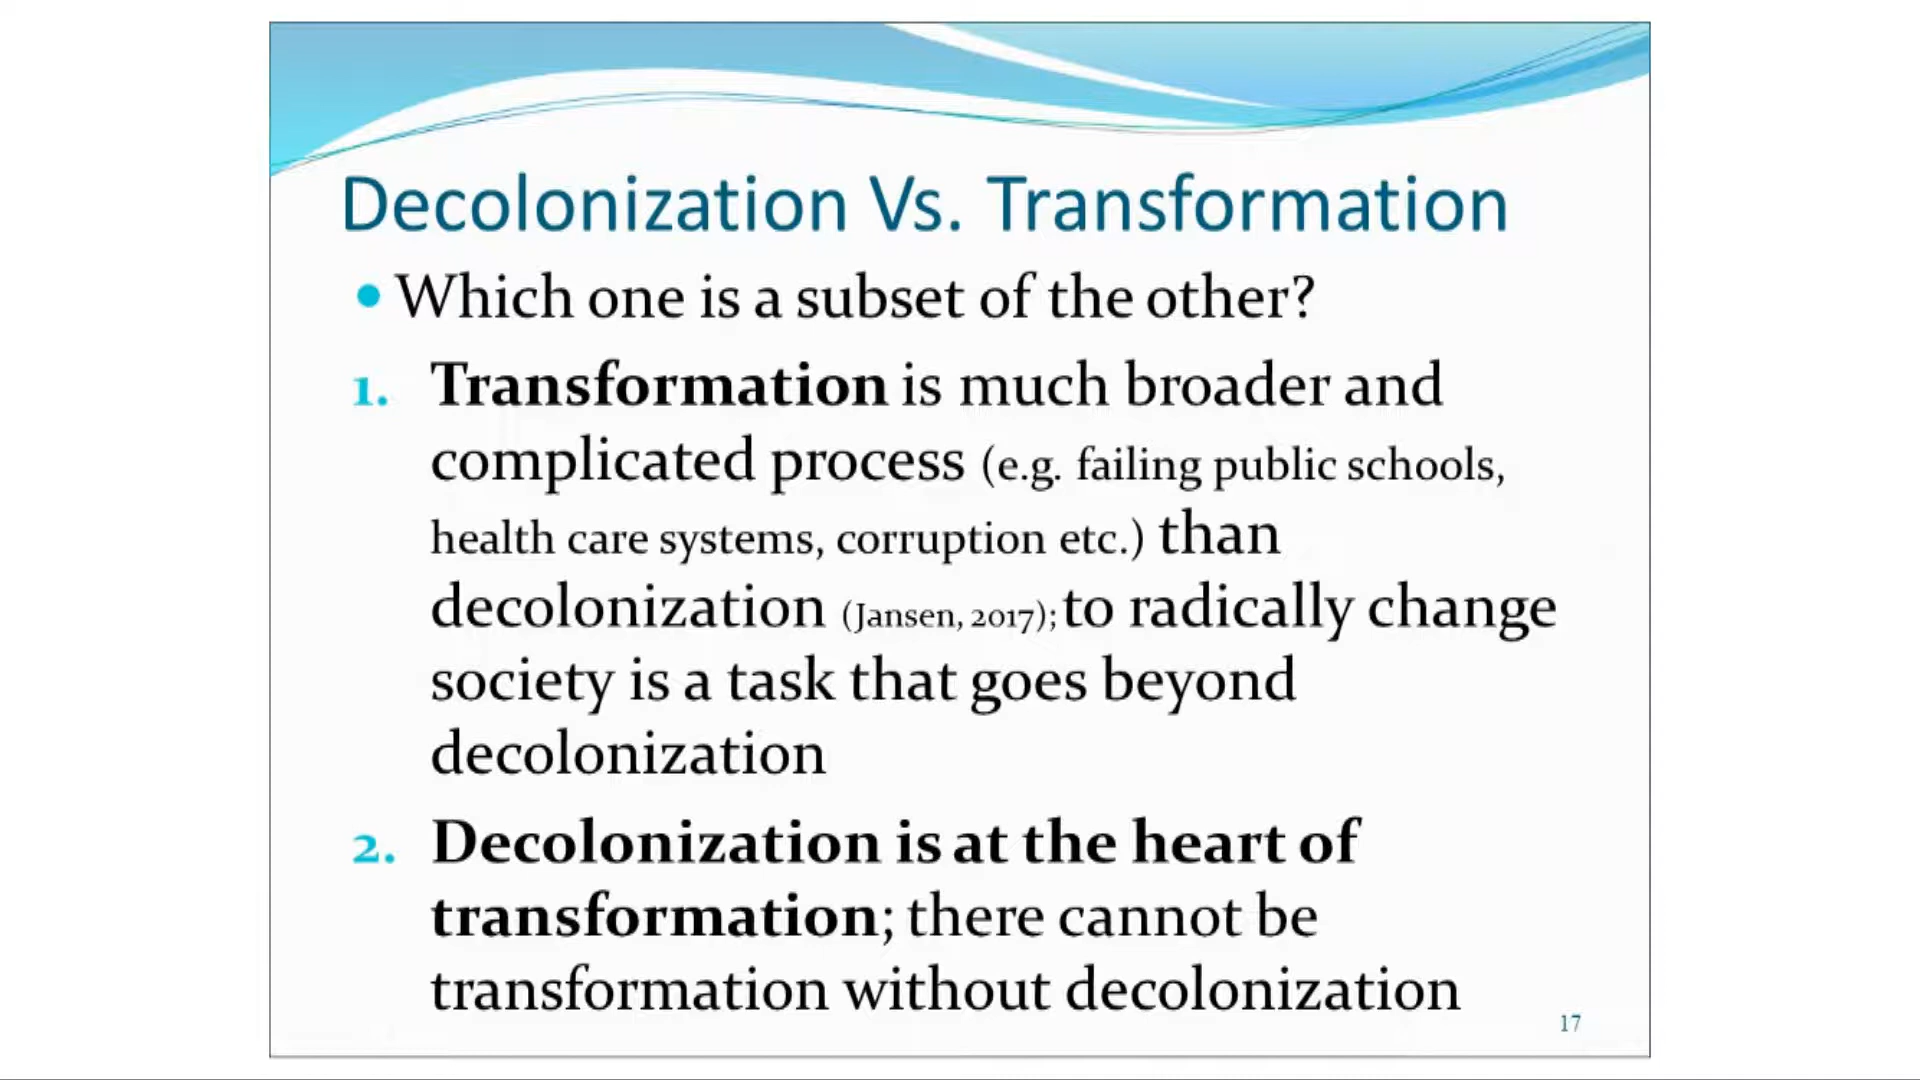 Decolonization Vs. Transformation
• Which one is a subset of the other?
1. Transformation is much broader and
complicated process (e.g. failing public schools,
health care systems, corruption etc.) than
decolonization (Jansen, 2017); to radically change
society is a task that goes beyond
decolonization
2. Decolonization is at the heart of
transformation; there cannot be
transformation without decolonization
17